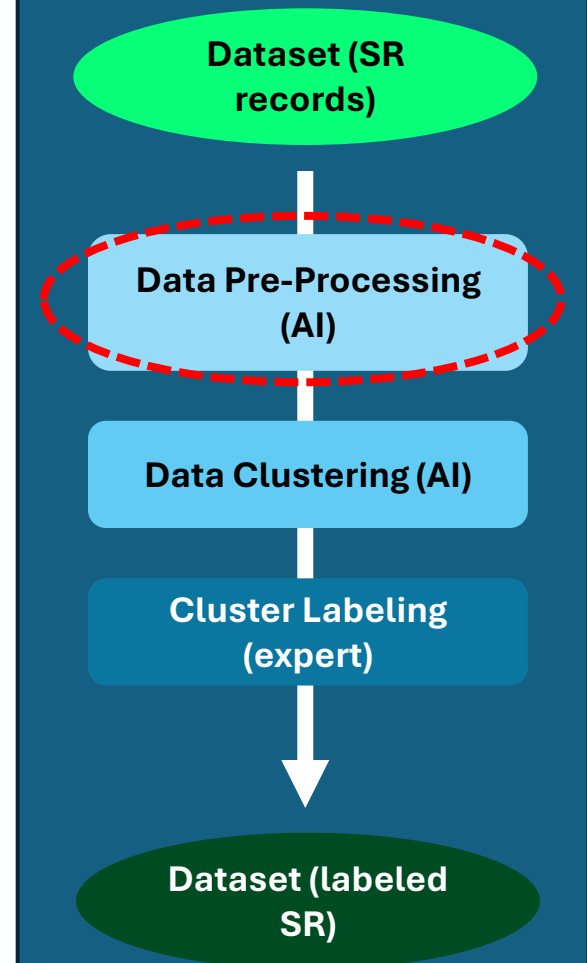 Dataset (SR
records)
Data Pre-Processing
(AI)
Data Clustering (AI)
Cluster Labeling
(expert)
Dataset (labeled
SR)